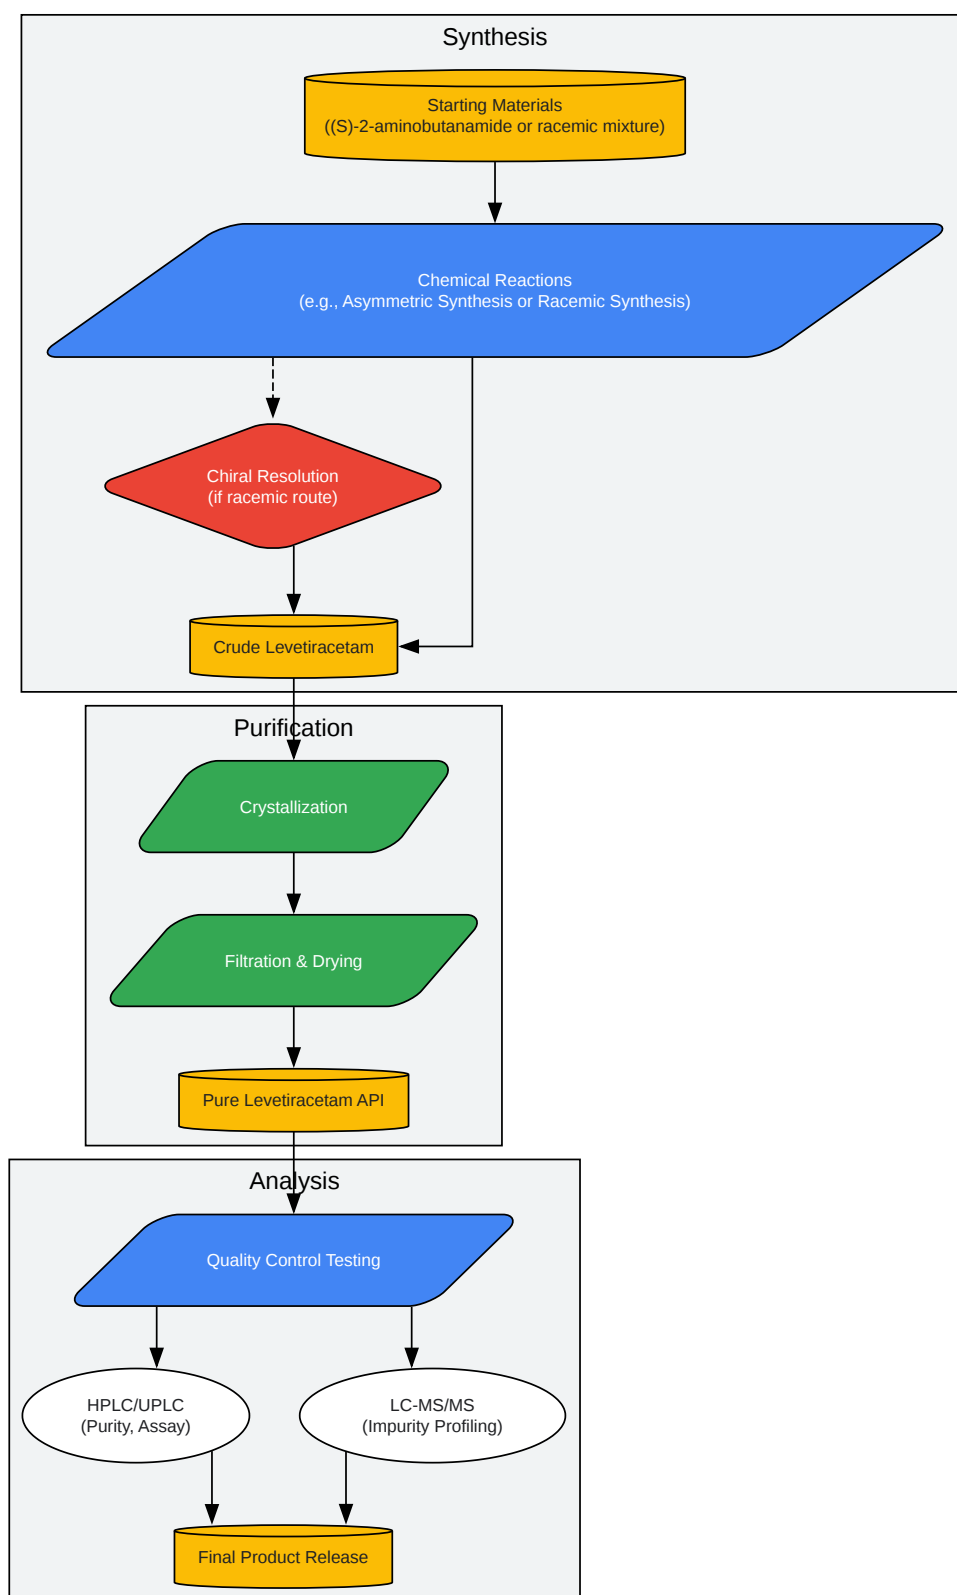 Synthesis
Starting Materials
((S)-2-aminobutanamide or racemic mixture)
Chemical Reactions
(e.g., Asymmetric Synthesis or Racemic Synthesis)
Chiral Resolution
(if racemic route)
Crude Levetiracetam
Purification
Crystallization
Filtration & Drying
Pure Levetiracetam API
Analysis
Quality Control Testing
HPLC/UPLC
(Purity, Assay)
LC-MS/MS
(Impurity Profiling)
Final Product Release